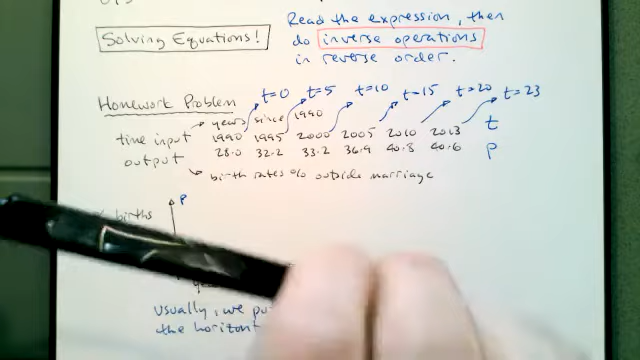 Solving Equations!
Read the expression, then
do inverse operations
in reverse order.
Homework Problem
t=0 t=5 t=10 t=15 t=20 t=23
years since 1990
time input 1990 1995 2000 2005 2010 2013 t
output 28.0 32.2 33.2 36.9 40.8 40.6 P
birth rates % outside marriage
births
P
usually, we
the